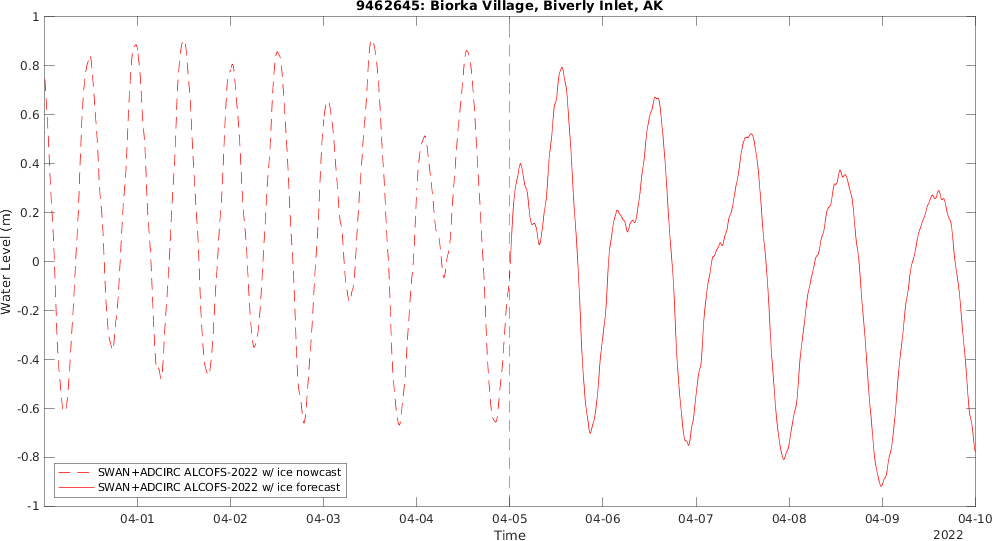 9462645: Biorka Village, Biverly Inlet, AK
Water Level (m)
1
0.8
0.6
0.4
0.2
0
-0.2
-0.4
-0.6
-0.8
-1
SWAN+ADCIRC ALCOFS-2022 w/ ice nowcast
SWAN+ADCIRC ALCOFS-2022 w/ ice forecast
04-01 04-02 04-03 04-04 04-05 04-06 04-07 04-08 04-09 04-10
Time
2022